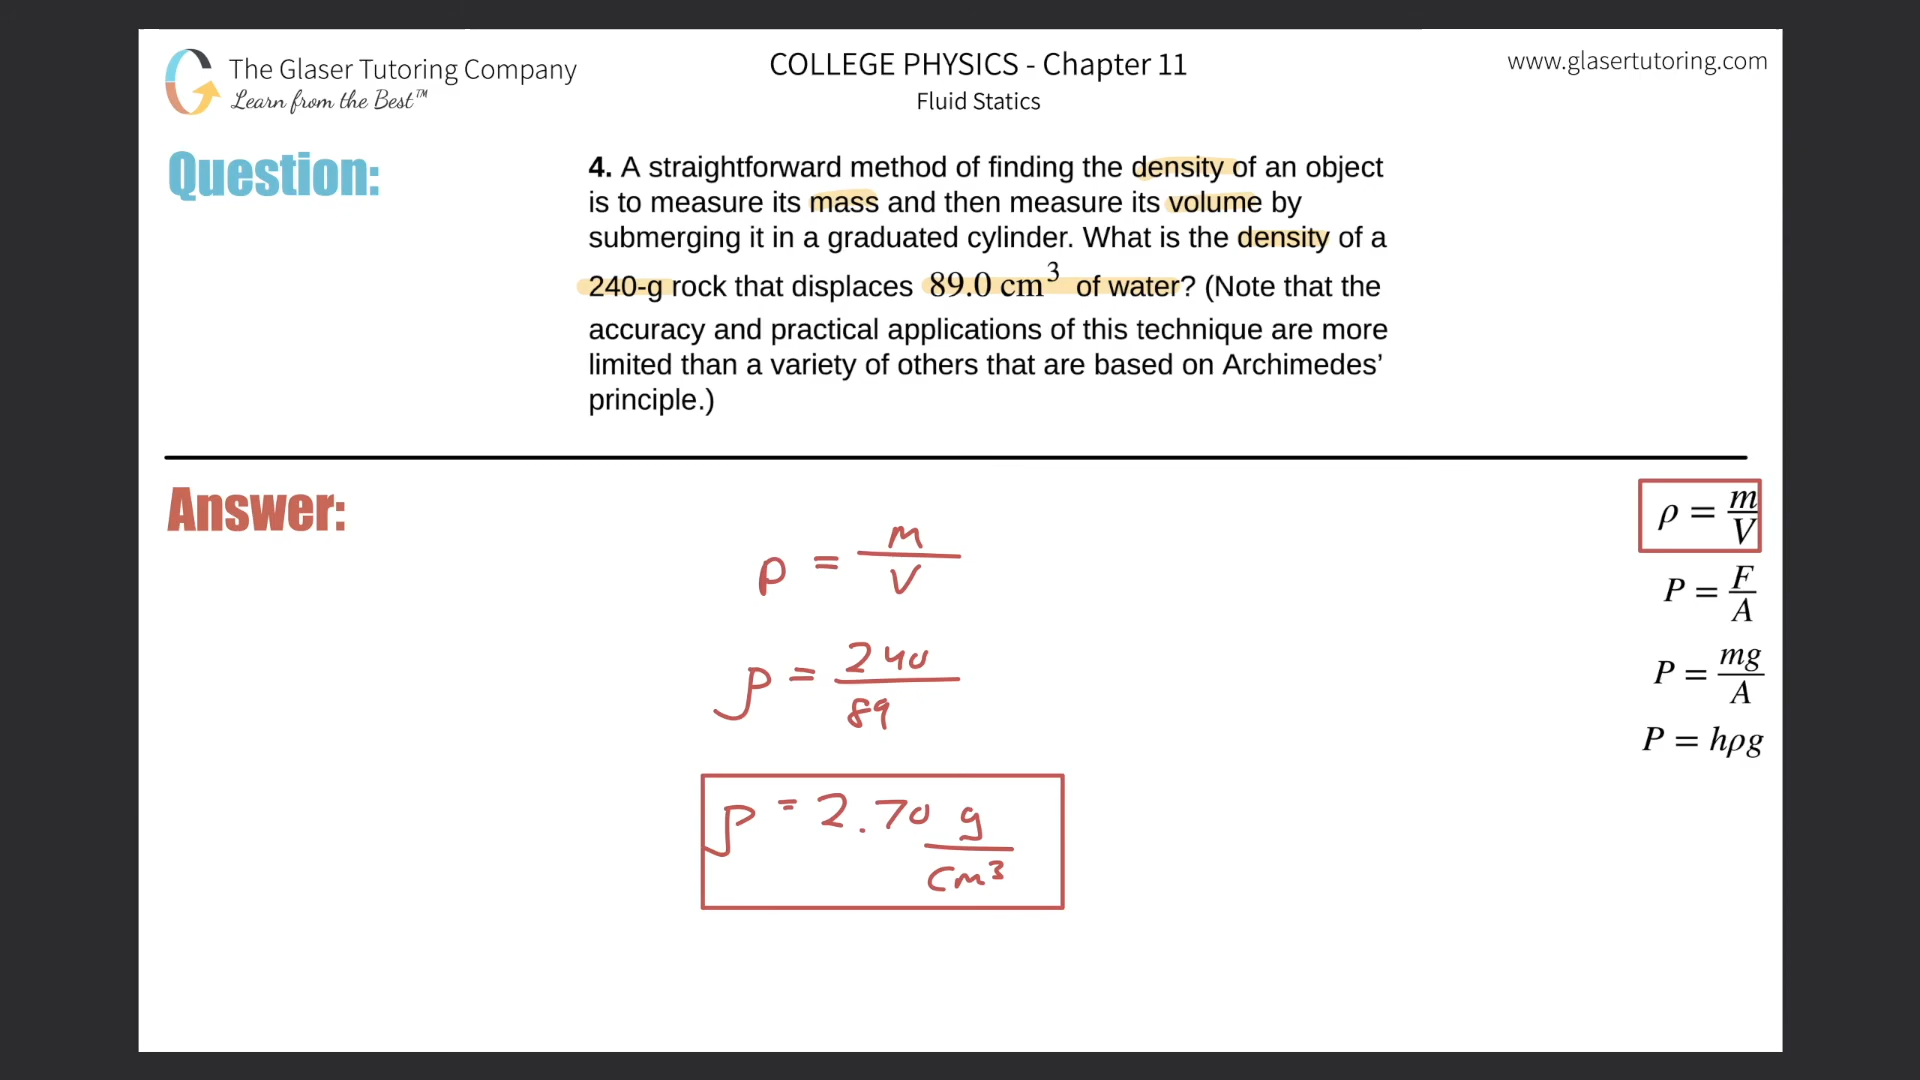 The Glaser Tutoring Company
Learn from the Best™
COLLEGE PHYSICS - Chapter 11
Fluid Statics
www.glasertutoring.com
Question:
4. A straightforward method of finding the density of an object
is to measure its mass and then measure its volume by
submerging it in a graduated cylinder. What is the density of a
240-g rock that displaces 89.0 cm³ of water? (Note that the
accuracy and practical applications of this technique are more
limited than a variety of others that are based on Archimedes’
principle.)
Answer:
ρ = m/V
ρ = 240/89
ρ = 2.70 g/cm³
ρ = m/V
P = F/A
P = mg/A
P = hρg